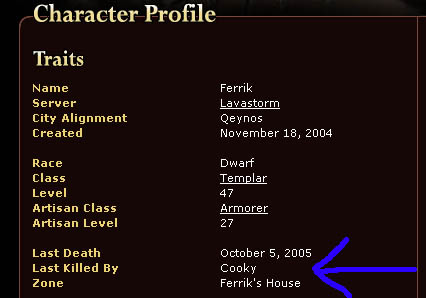 Character Profile
Traits
Name Ferrik
Server Lavastorm
City Alignment Qeynos
Created November 18, 2004
Race Dwarf
Class Templar
Level 47
Artisan Class Armorer
Artisan Level 27
Last Death October 5, 2005
Last Killed By Cooky
Zone Ferrik's House